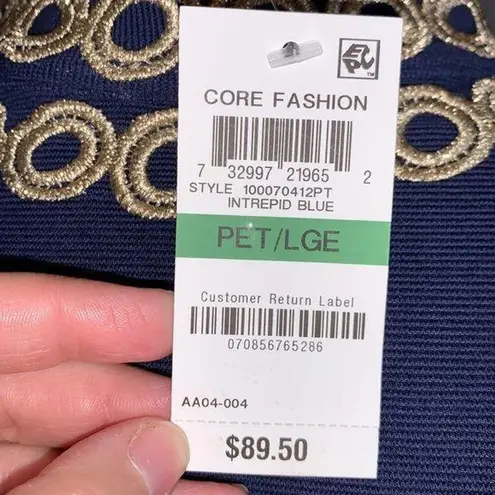 EPC™
CORE FASHION
7 32997 21965 2
STYLE 100070412PT
INTREPID BLUE
PET/LGE
Customer Return Label
070856765286
AA04-004
$89.50